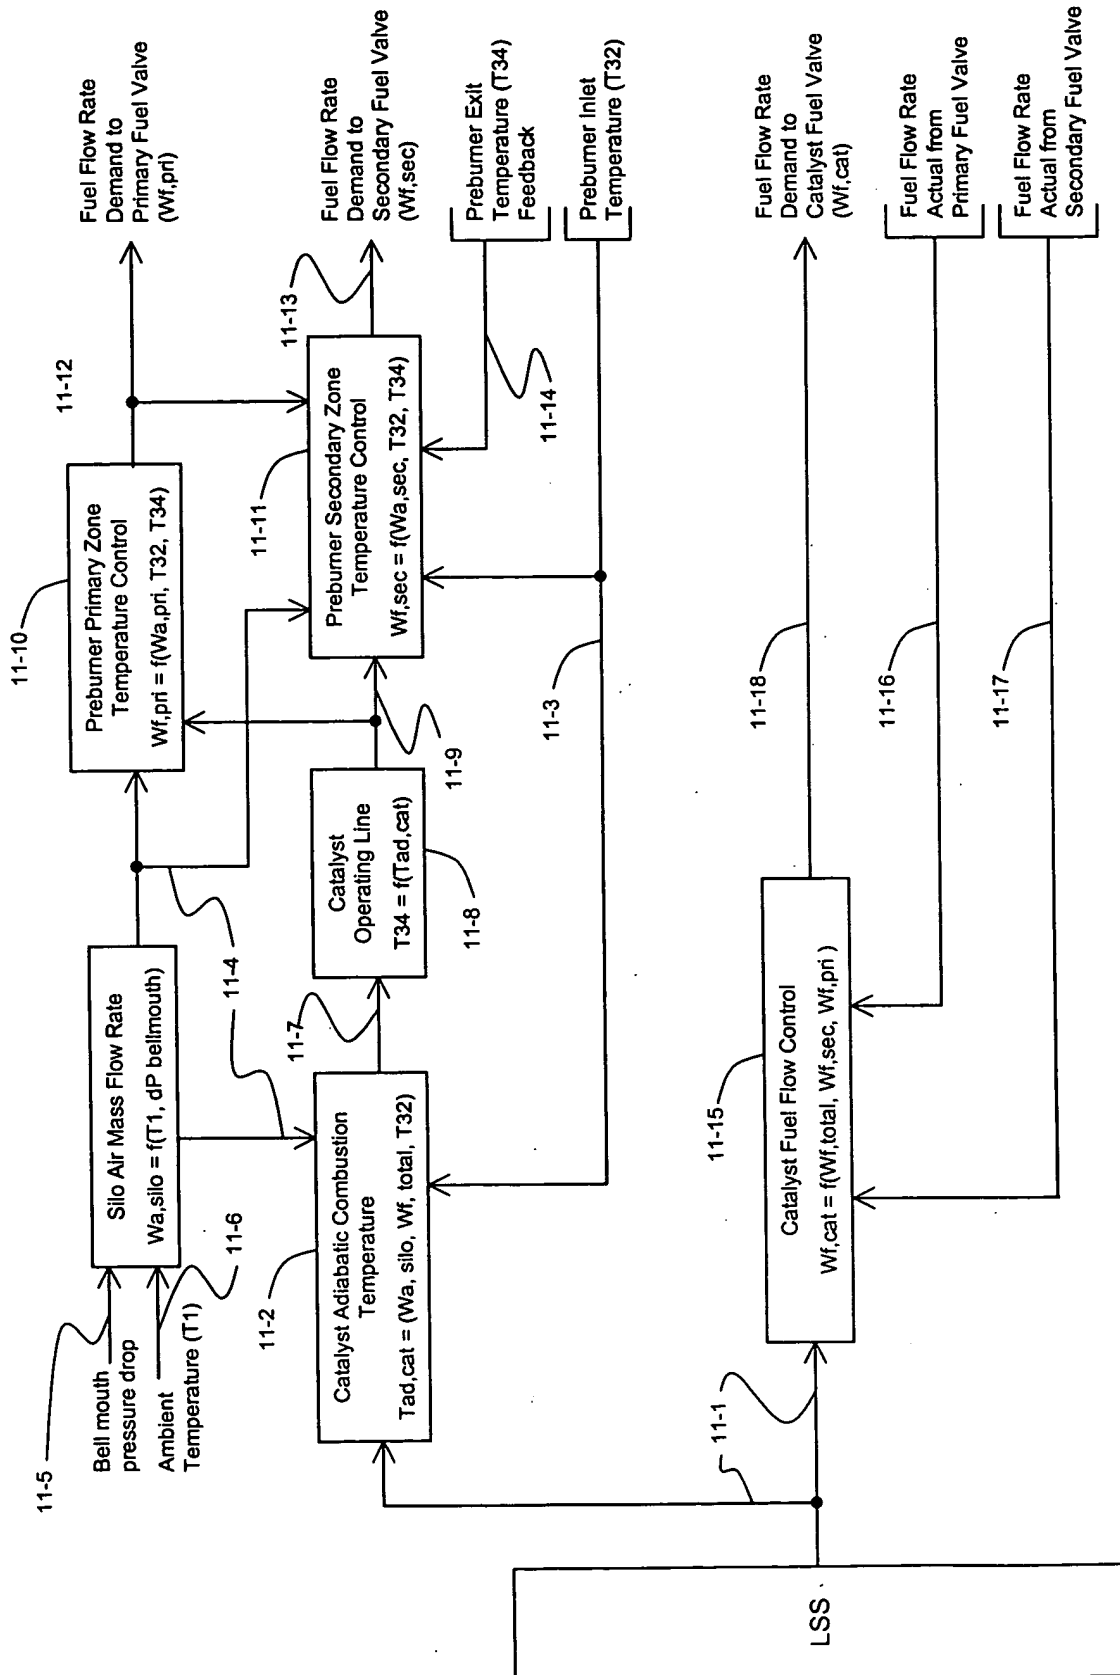 Bell mouth
pressure drop
Ambient
Temperature (T1)
11-5
11-6
Silo Air Mass Flow Rate
Wa,silo = f(T1, dP bellmouth)
11-4
11-10
Preburner Primary Zone
Temperature Control
Wf,pri = f(Wa,pri, T32, T34)
11-12
Fuel Flow Rate
Demand to
Primary Fuel Valve
(Wf,pri)
11-2
Catalyst Adiabatic Combustion
Temperature
Tad,cat = (Wa, silo, Wf, total, T32)
11-7
Catalyst
Operating Line
T34 = f(Tad,cat)
11-8
11-9
11-11
Preburner Secondary Zone
Temperature Control
Wf,sec = f(Wa,sec, T32, T34)
11-13
Fuel Flow Rate
Demand to
Secondary Fuel Valve
(Wf,sec)
11-14
Preburner Exit
Temperature (T34)
Feedback
11-3
Preburner Inlet
Temperature (T32)
LSS
11-1
11-15
Catalyst Fuel Flow Control
Wf,cat = f(Wf,total, Wf,sec, Wf,pri )
11-18
Fuel Flow Rate
Demand to
Catalyst Fuel Valve
(Wf,cat)
11-16
Fuel Flow Rate
Actual from
Primary Fuel Valve
11-17
Fuel Flow Rate
Actual from
Secondary Fuel Valve